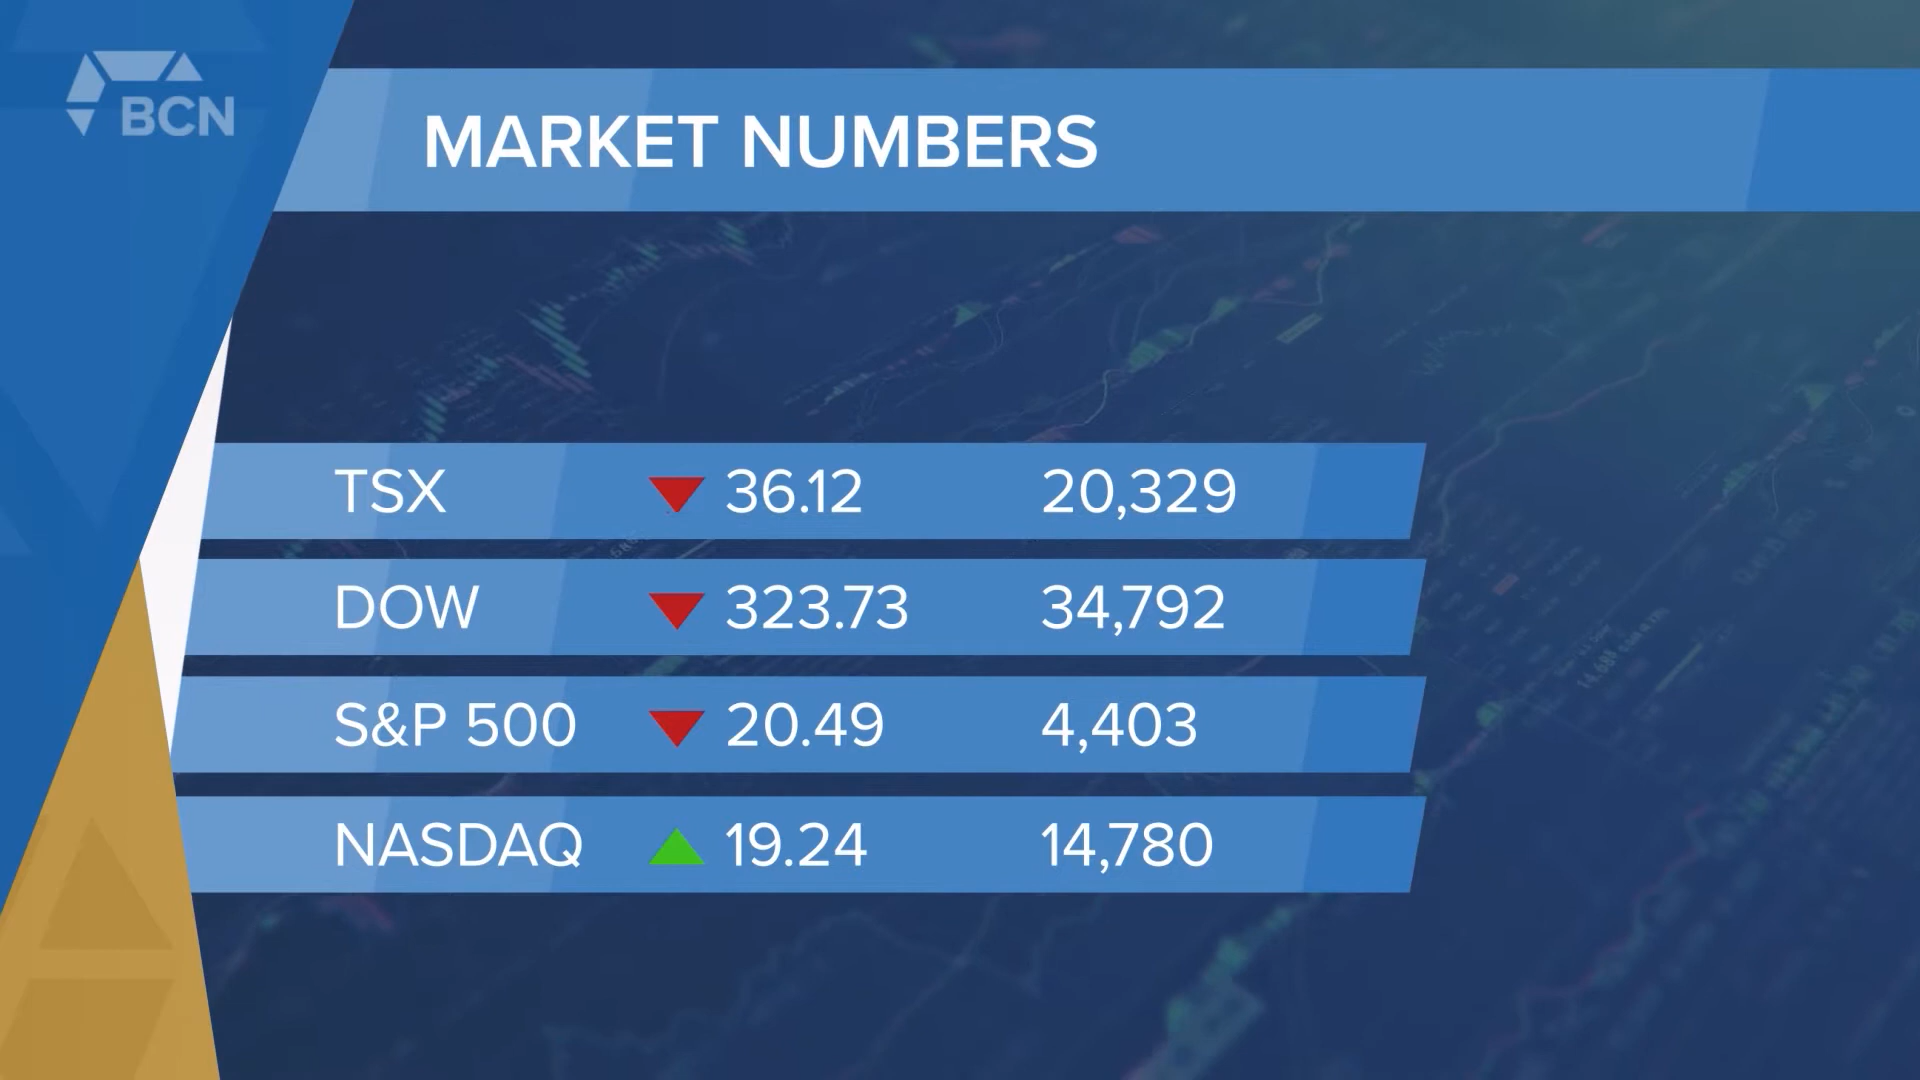 BCN
MARKET NUMBERS
TSX 36.12 20,329
DOW 323.73 34,792
S&P 500 20.49 4,403
NASDAQ 19.24 14,780